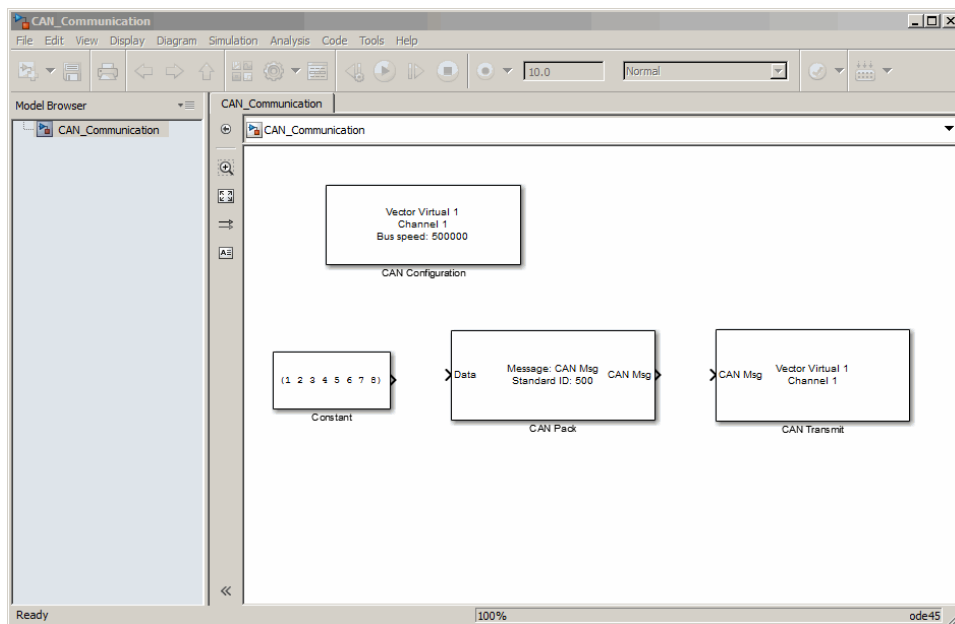 CAN_Communication
File Edit View Display Diagram Simulation Analysis Code Tools Help
10.0 Normal
Model Browser
CAN_Communication
CAN_Communication
CAN_Communication
Vector Virtual 1
Channel 1
Bus speed: 500000
CAN Configuration
(1 2 3 4 5 6 7 8)
Constant
Data
Message: CAN Msg
Standard ID: 500
CAN Msg
CAN Pack
CAN Msg
Vector Virtual 1
Channel 1
CAN Transmit
Ready 100% ode45